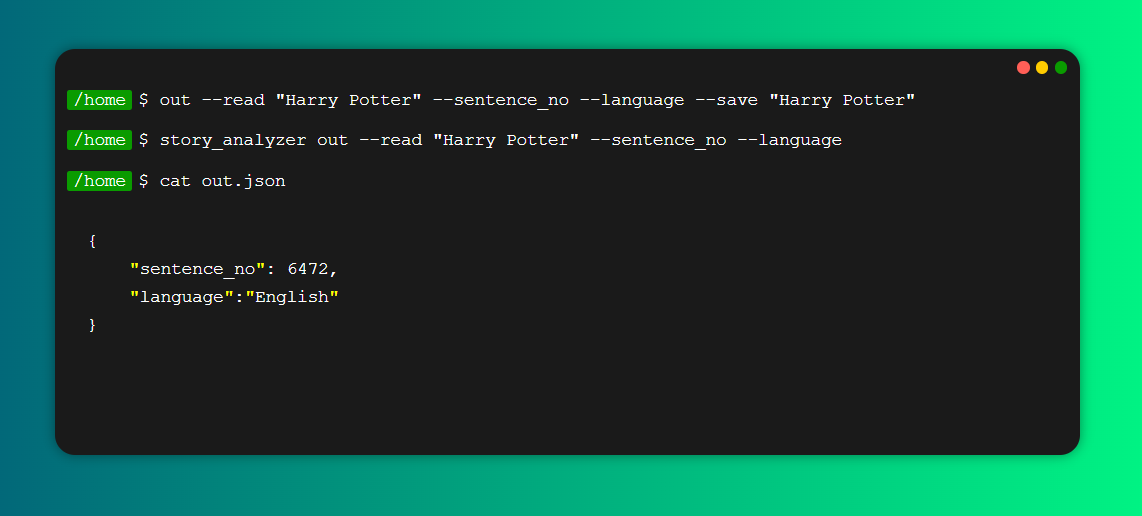 /home $ out --read "Harry Potter" --sentence_no --language --save "Harry Potter"
/home $ story_analyzer out --read "Harry Potter" --sentence_no --language
/home $ cat out.json
{
"sentence_no": 6472,
"language":"English"
}